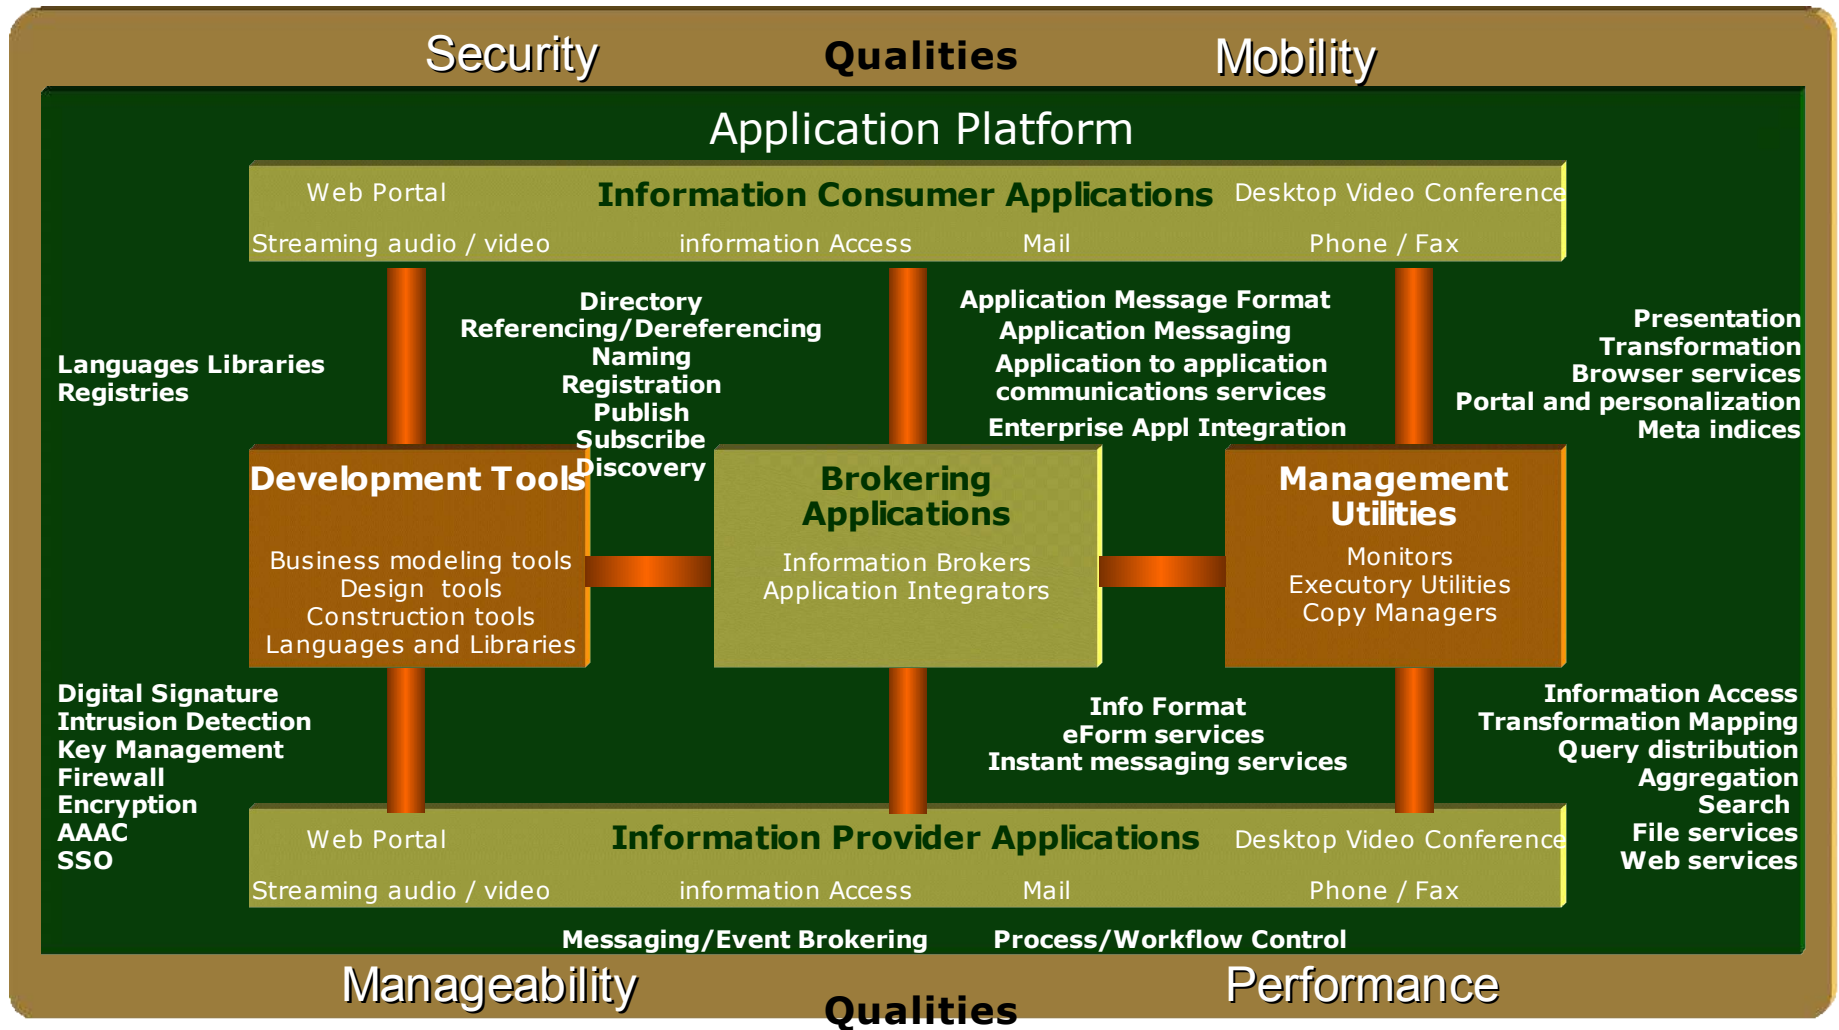 Security Qualities Mobility
Application Platform
Web Portal Information Consumer Applications Desktop Video Conference
Streaming audio / video information Access Mail Phone / Fax
Languages Libraries
Registries
Directory
Referencing/Dereferencing
Naming
Registration
Publish
Subscribe
Discovery
Application Message Format
Application Messaging
Application to application
communications services
Enterprise Appl Integration
Presentation
Transformation
Browser services
Portal and personalization
Meta indices
Development Tools
Business modeling tools
Design tools
Construction tools
Languages and Libraries
Brokering
Applications
Information Brokers
Application Integrators
Management
Utilities
Monitors
Executory Utilities
Copy Managers
Digital Signature
Intrusion Detection
Key Management
Firewall
Encryption
AAAC
SSO
Info Format
eForm services
Instant messaging services
Information Access
Transformation Mapping
Query distribution
Aggregation
Search
File services
Web services
Web Portal Information Provider Applications Desktop Video Conference
Streaming audio / video information Access Mail Phone / Fax
Messaging/Event Brokering Process/Workflow Control
Manageability Qualities Performance